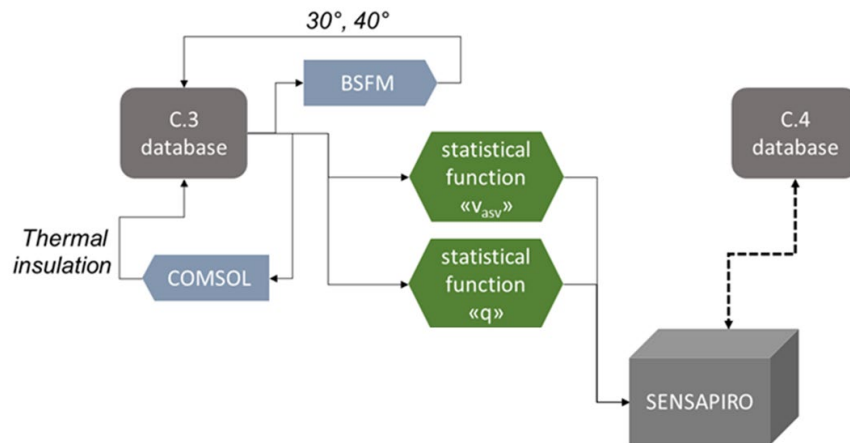 30°, 40°
BSFM
C.3
database
C.4
database
statistical
function
«vasv»
Thermal
insulation
COMSOL
statistical
function
«q»
SENSAPIRO